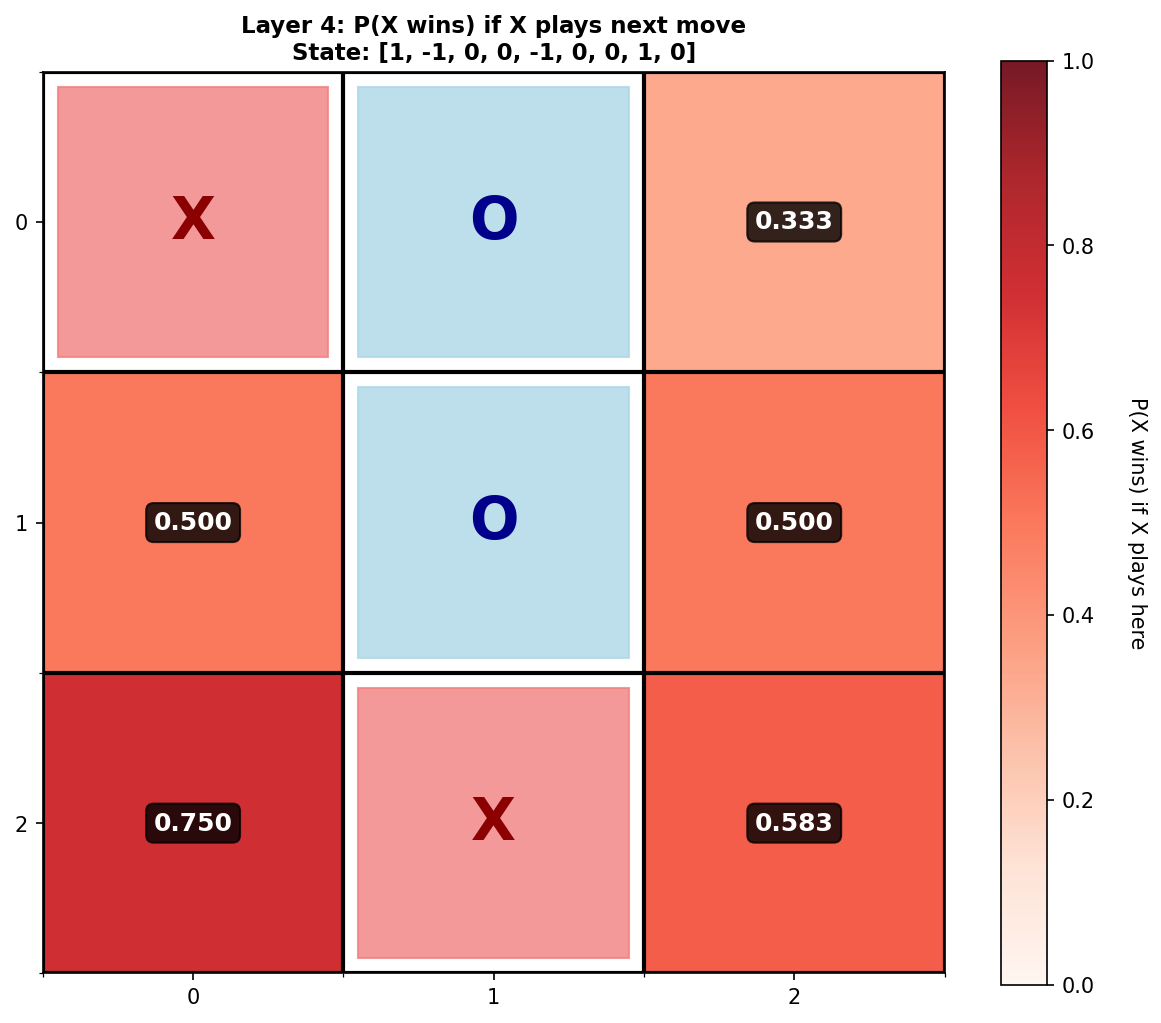 Layer 4: P(X wins) if X plays next move
State: [1, -1, 0, 0, -1, 0, 0, 1, 0]
X
O
0.333
0.500
O
0.500
0.750
X
0.583
0
1
2
0
1
2
1.0
0.8
0.6
0.4
0.2
0.0
P(X wins) if X plays here